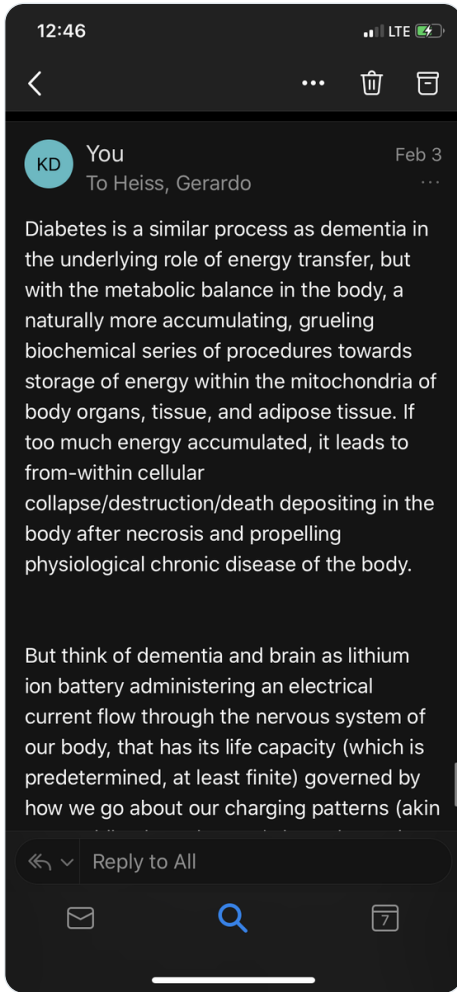 12:46
LTE
KD
You
Feb 3
To Heiss, Gerardo
Diabetes is a similar process as dementia in
the underlying role of energy transfer, but
with the metabolic balance in the body, a
naturally more accumulating, grueling
biochemical series of procedures towards
storage of energy within the mitochondria of
body organs, tissue, and adipose tissue. If
too much energy accumulated, it leads to
from-within cellular
collapse/destruction/death depositing in the
body after necrosis and propelling
physiological chronic disease of the body.
But think of dementia and brain as lithium
ion battery administering an electrical
current flow through the nervous system of
our body, that has its life capacity (which is
predetermined, at least finite) governed by
how we go about our charging patterns (akin
Reply to All
7